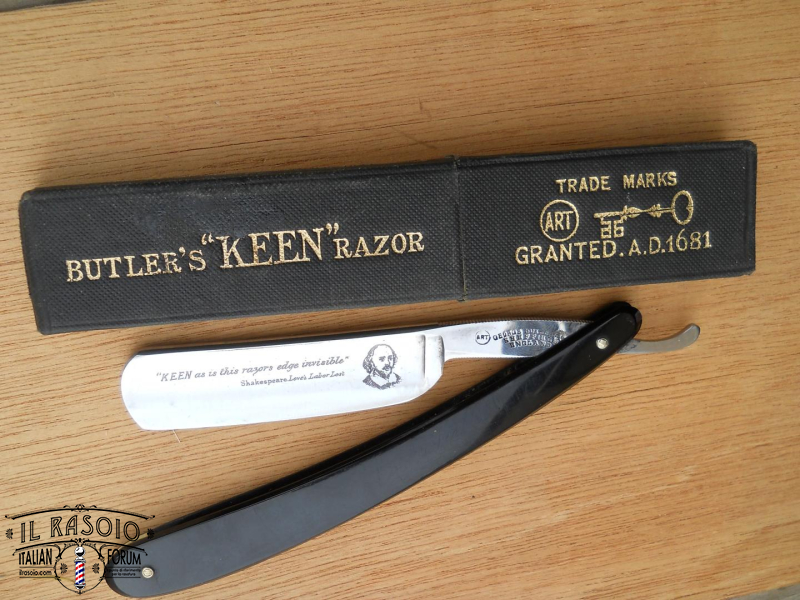 BUTLER'S "KEEN" RAZOR
TRADE MARKS
ART
GRANTED. A.D. 1681
"KEEN as is this razors edge invisible"
Shakespeare Love's Labor Lost
ART
ENGLAND
IL RASOIO
ITALIAN FORUM
ilrasoio.com